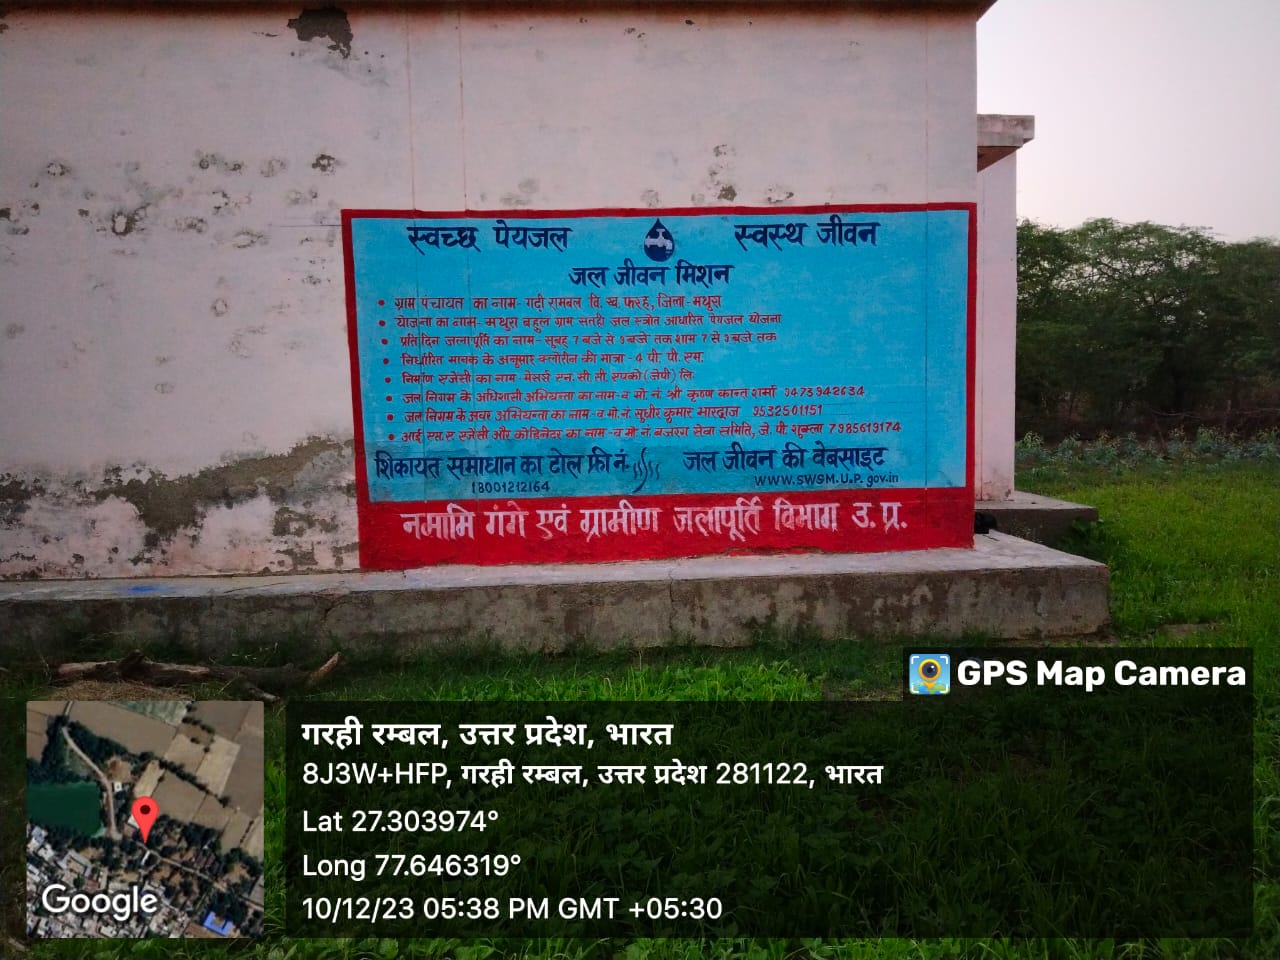 स्वच्छ पेयजल स्वस्थ जीवन
जल जीवन मिशन
• ग्राम पंचायत का नाम- गढी रामबल वि. ख. फरह, जिला- मथुरा
• योजना का नाम- मथुरा बहुल ग्राम सतही जल स्त्रोत आधारित पेयजल योजना
• प्रतिदिन जलापूर्ति का नाम- सुबह 7 बजे से 9 बजे तक शाम 7 से 9 बजे तक
• निर्धारित मानक के अनुसार क्लोरीन की मात्रा - 4 पी. पी. एम.
• निर्माण एजेंसी का नाम- मेसर्स एन. सी. सी. एपको (जेपी) लि.
• जल निगम के अधिशासी अभियन्ता का नाम- व मो. नं. श्री कृष्ण कान्त शर्मा 9473942634
• जल निगम के अवर अभियन्ता का नाम- व मो. नं. सुधीर कुमार भारद्वाज 9532501151
• आई एस. ए एजेंसी और कोडिनेटर का नाम- व मो नं. बजरंग सेवा समिति, जे. पी. शुक्ला 7985619174
शिकायत समाधान का टोल फ्री नं. जल जीवन की वेबसाइट
18001212164 WWW.SWSM.U.P.gov.in
नमामि गंगे एवं ग्रामीण जलापूर्ति विभाग उ. प्र.
GPS Map Camera
गरही रम्बल, उत्तर प्रदेश, भारत
8J3W+HFP, गरही रम्बल, उत्तर प्रदेश 281122, भारत
Lat 27.303974°
Long 77.646319°
10/12/23 05:38 PM GMT +05:30
Google